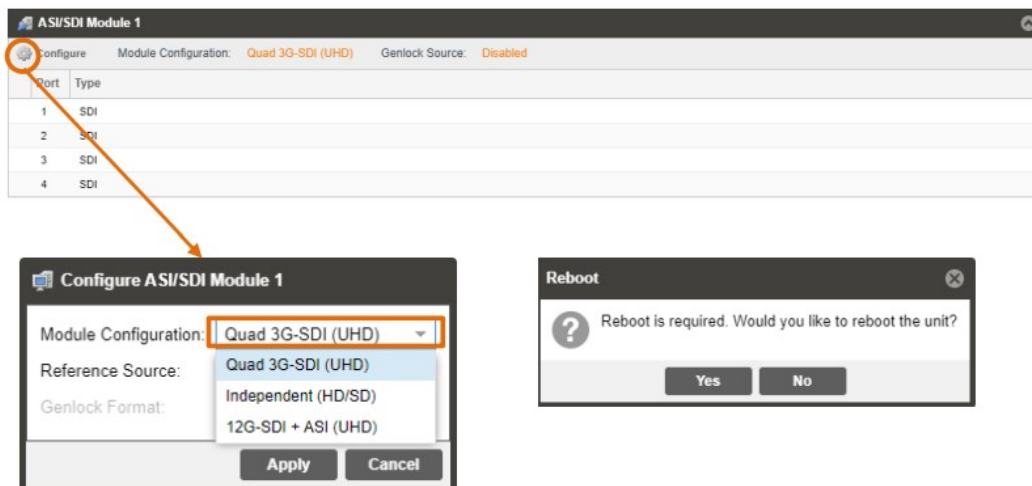 ASI/SDI Module 1
Configure Module Configuration: Quad 3G-SDI (UHD) Genlock Source: Disabled
Port Type
1 SDI
2 SDI
3 SDI
4 SDI
Configure ASI/SDI Module 1
Module Configuration: Quad 3G-SDI (UHD)
Reference Source: Quad 3G-SDI (UHD)
Independent (HD/SD)
Genlock Format:
12G-SDI + ASI (UHD)
Apply Cancel
Reboot
Reboot is required. Would you like to reboot the unit?
Yes No